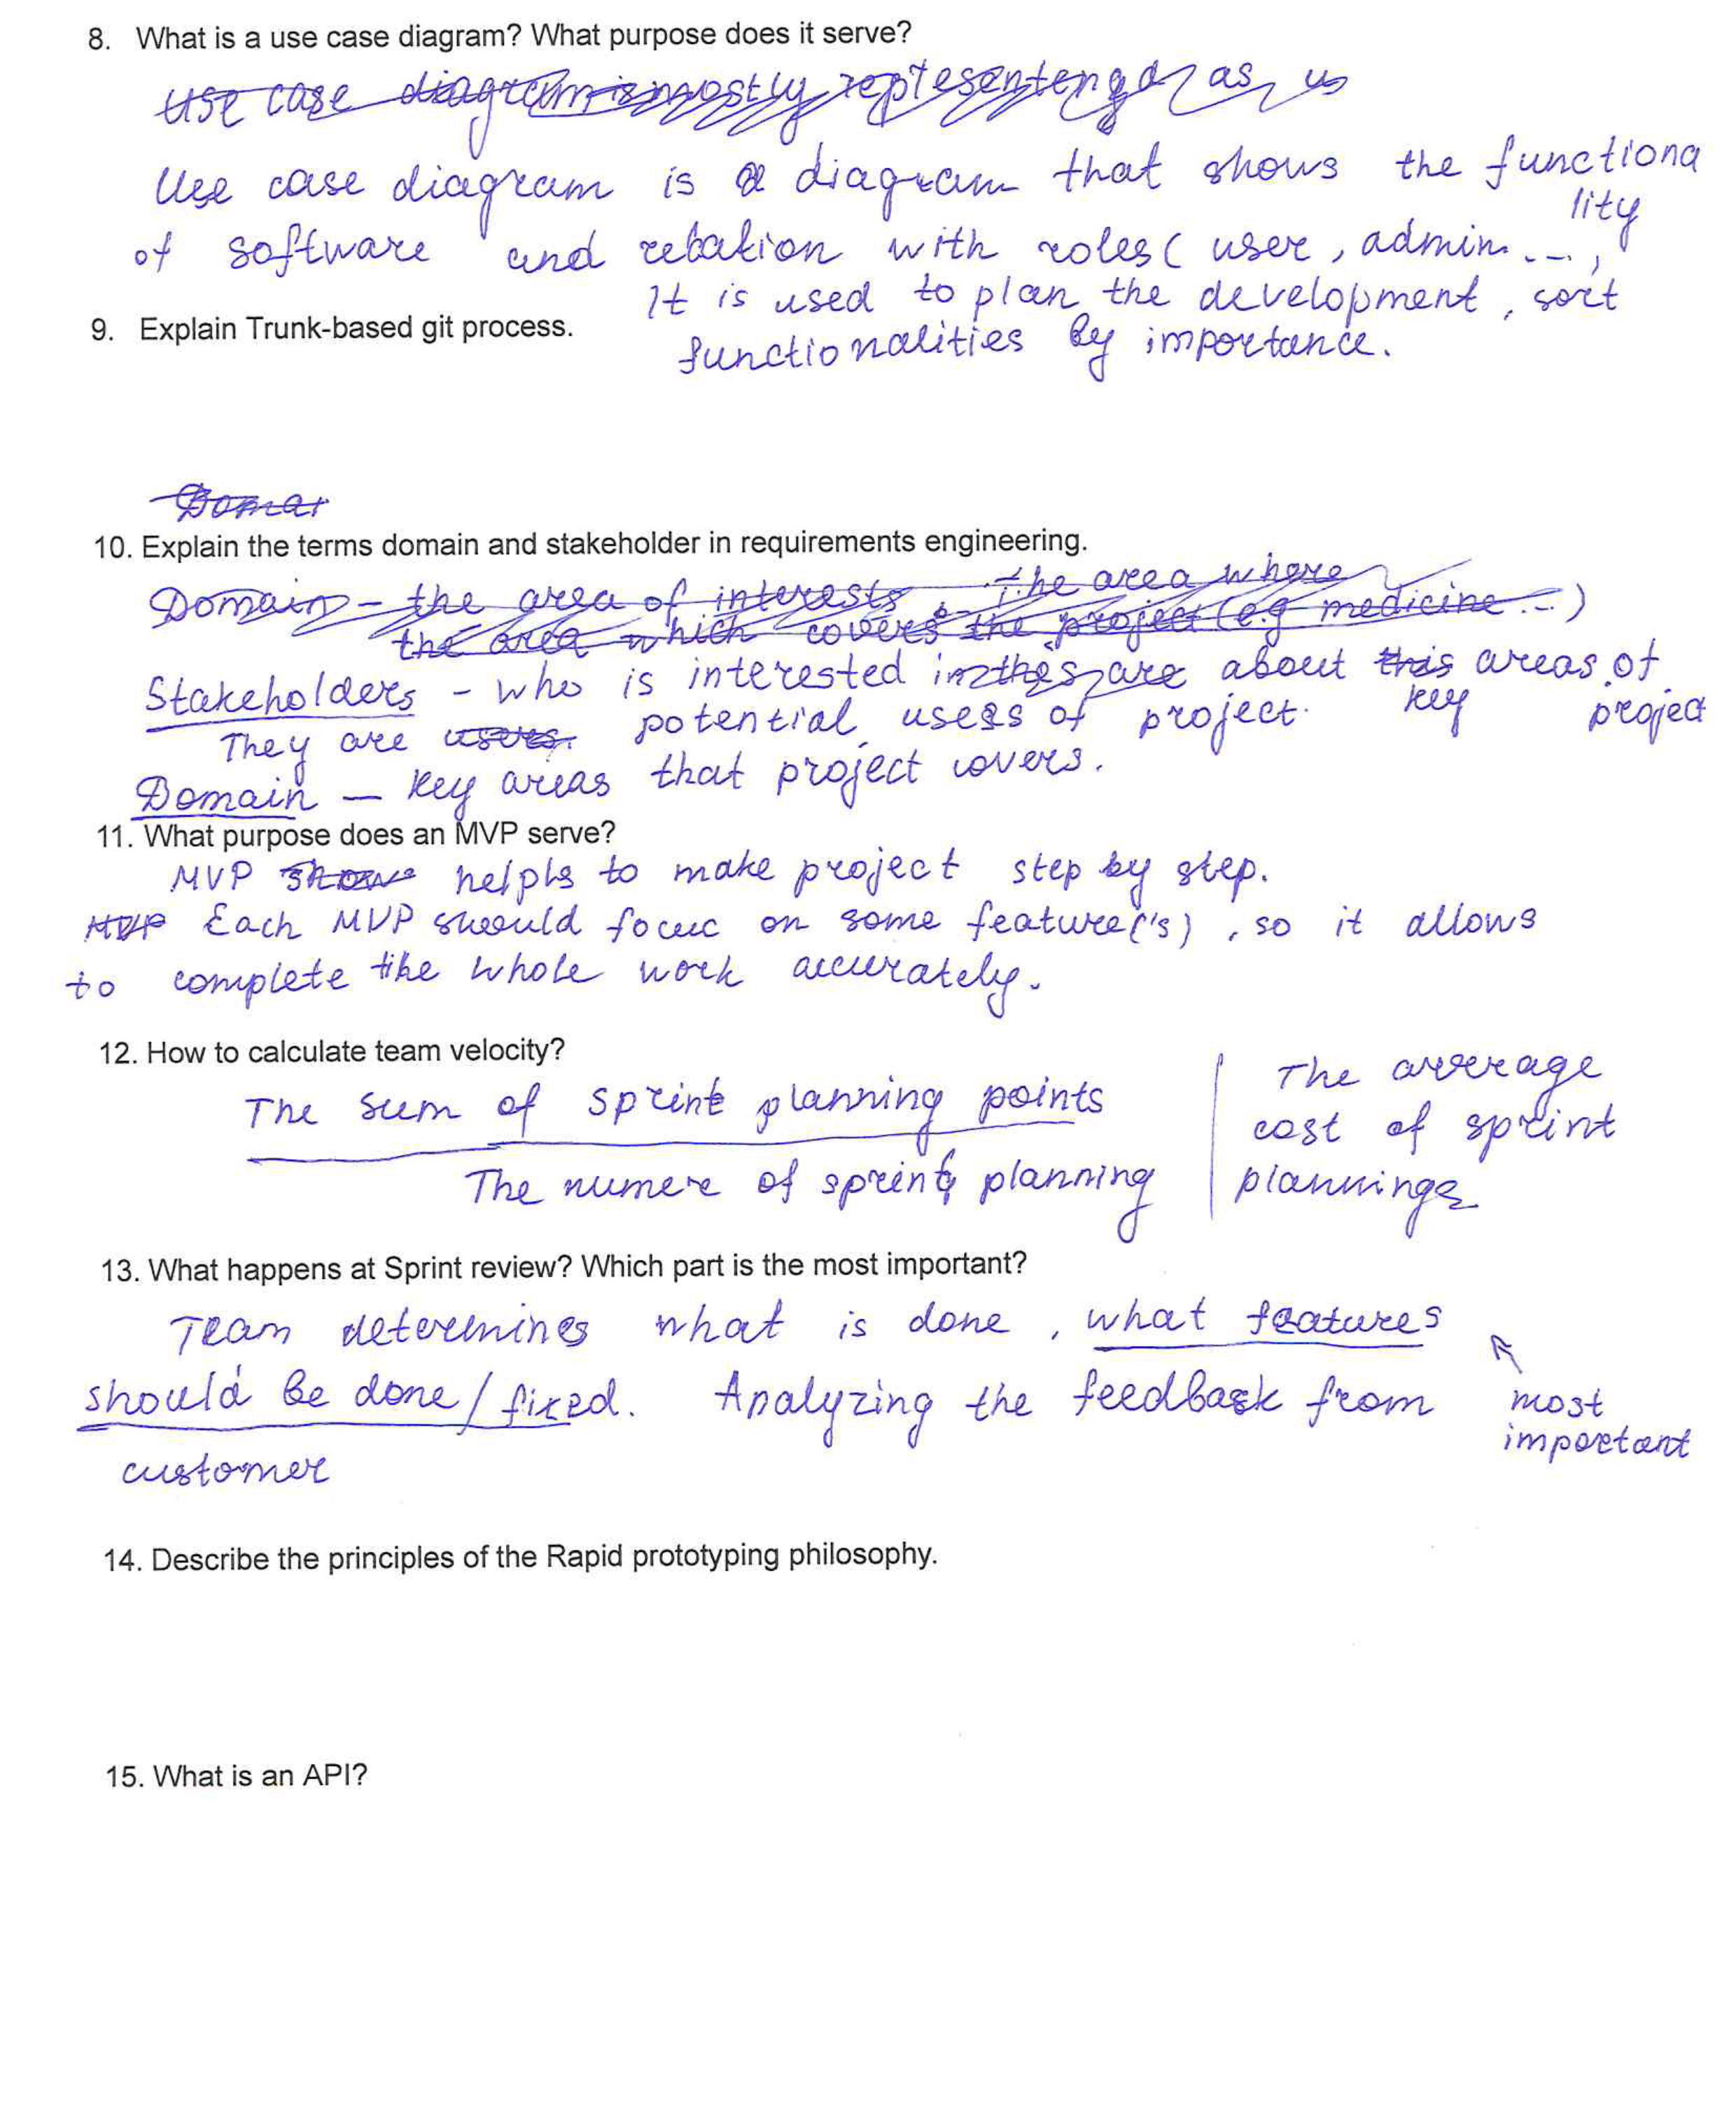 8. What is a use case diagram? What purpose does it serve?
Use case diagram is mostly representengd as us
Use case diagram is a diagram that shows the functiona
lity
of software and relation with roles ( user, admin...,
It is used to plan the development, sort
9. Explain Trunk-based git process.
functionalities by importance.
Domai
10. Explain the terms domain and stakeholder in requirements engineering.
Domain - the area of interests, the area where
the area which covers the project (e.g medicine...)
Stakeholders - who is interested in this are about this areas of
key project
They are users. potential users of project.
Domain - key areas that project covers.
11. What purpose does an MVP serve?
MVP shows helps to make project step by step.
MVP Each MVP should focus on some feature('s), so it allows
to complete the whole work accurately.
12. How to calculate team velocity?
The sum of sprint planning points
The numere of sprint planning
The average
cost of sprint
plannings
13. What happens at Sprint review? Which part is the most important?
Team determines what is done, what features
should be done/fixed. Analyzing the feedback from
most
important
customer
14. Describe the principles of the Rapid prototyping philosophy.
15. What is an API?